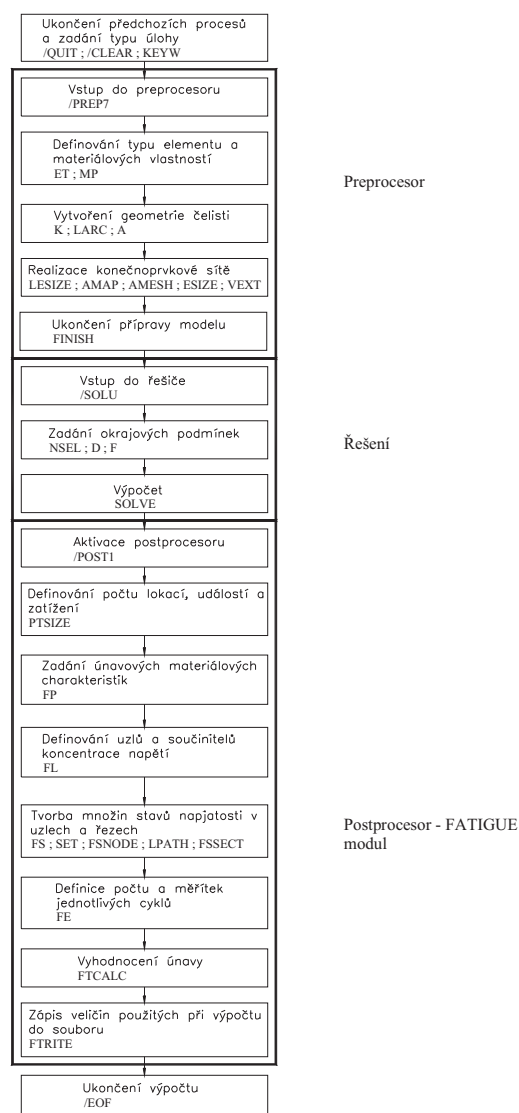 Ukončení předchozích procesů
a zadání typu úlohy
/QUIT ; /CLEAR ; KEYW
Vstup do preprocesoru
/PREP7
Definování typu elementu a
materiálových vlastností
ET ; MP
Vytvoření geometrie čelisti
K ; LARC ; A
Realizace konečnoprvkové sítě
LESIZE ; AMAP ; AMESH ; ESIZE ; VEXT
Ukončení přípravy modelu
FINISH
Preprocesor
Vstup do řešiče
/SOLU
Zadání okrajových podmínek
NSEL ; D ; F
Výpočet
SOLVE
Řešení
Aktivace postprocesoru
/POST1
Definování počtu lokací, událostí a
zatížení
PTSIZE
Zadání únavových materiálových
charakteristik
FP
Definování uzlů a součinitelů
koncentrace napětí
FL
Tvorba množin stavů napjatosti v
uzlech a řezech
FS ; SET ; FSNODE ; LPATH ; FSSECT
Definice počtu a měřítek
jednotlivých cyklů
FE
Vyhodnocení únavy
FTCALC
Zápis veličin použitých při výpočtu
do souboru
FTRITE
Postprocesor - FATIGUE
modul
Ukončení výpočtu
/EOF